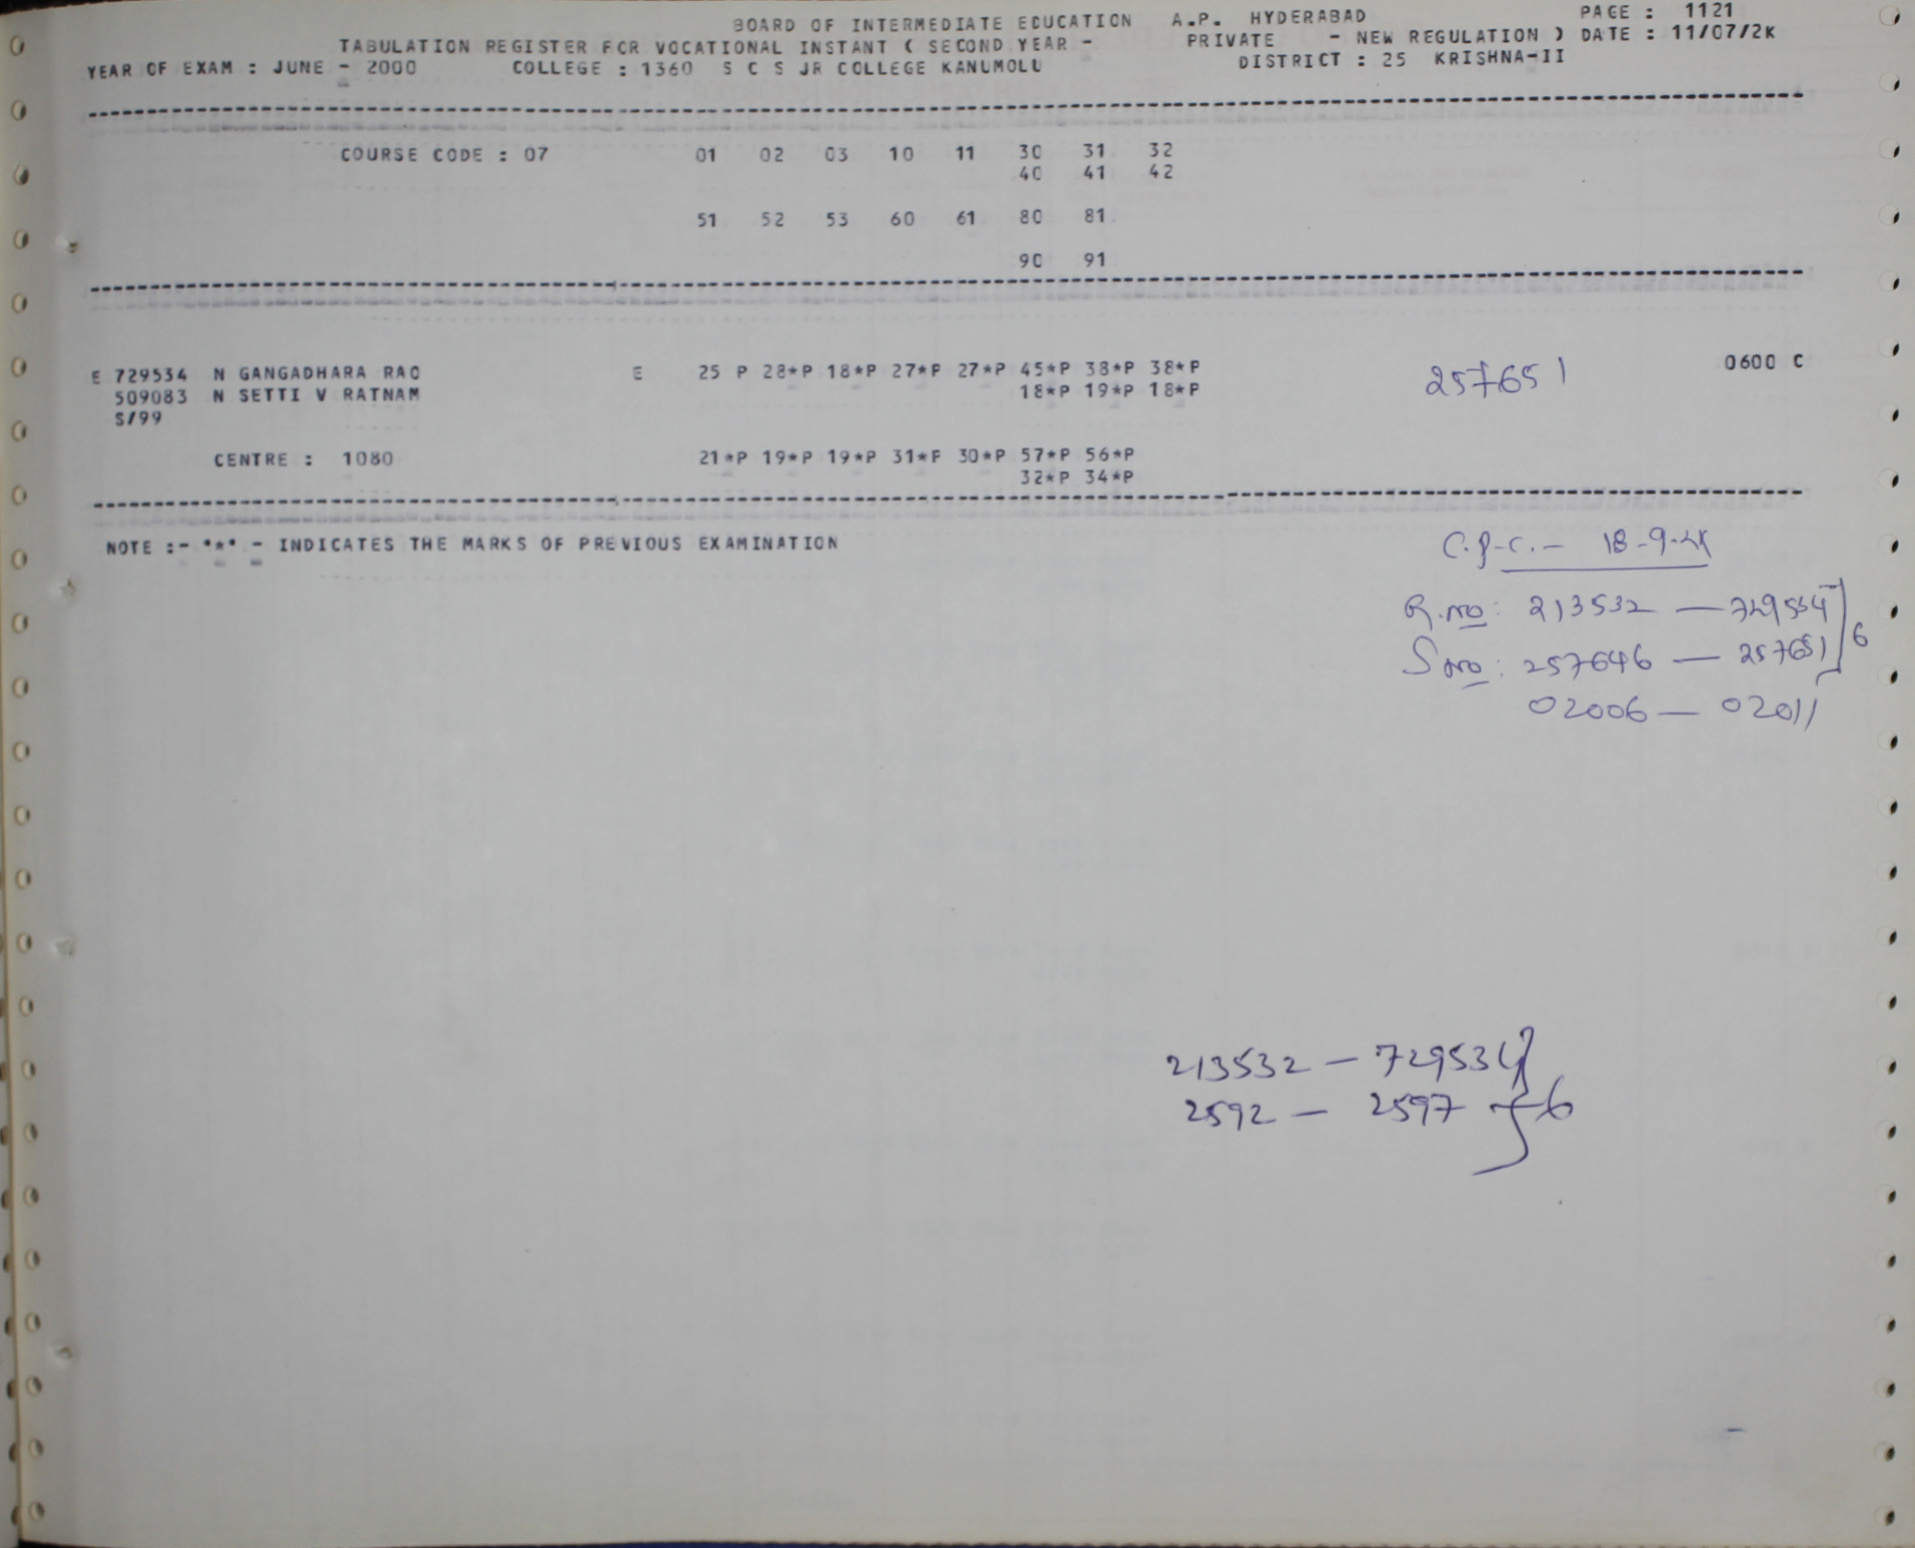 BOARD OF INTERMEDIATE EDUCATION A.P. HYDERABAD PAGE : 1121
TABULATION REGISTER FOR VOCATIONAL INSTANT ( SECOND YEAR - PRIVATE - NEW REGULATION ) DATE : 11/07/2K
YEAR OF EXAM : JUNE - 2000 COLLEGE : 1360 S C S JR COLLEGE KANUMOLU DISTRICT : 25 KRISHNA-II
COURSE CODE : 07 01 02 03 10 11 30 31 32
40 41 42
51 52 53 60 61 80 81
90 91
E 729534 N GANGADHARA RAO E 25 P 28*P 18*P 27*P 27*P 45*P 38*P 38*P 257651 0600 C
509083 N SETTI V RATNAM 18*P 19*P 18*P
S/99
CENTRE : 1080 21*P 19*P 19*P 31*P 30*P 57*P 56*P
32*P 34*P
NOTE :- "*" - INDICATES THE MARKS OF PREVIOUS EXAMINATION
18-9-2K
R.no: 213532 — 729534
S no: 257646 — 257651 ] 6
02006 — 02011
213532 — 729534
2592 — 2597 } 6